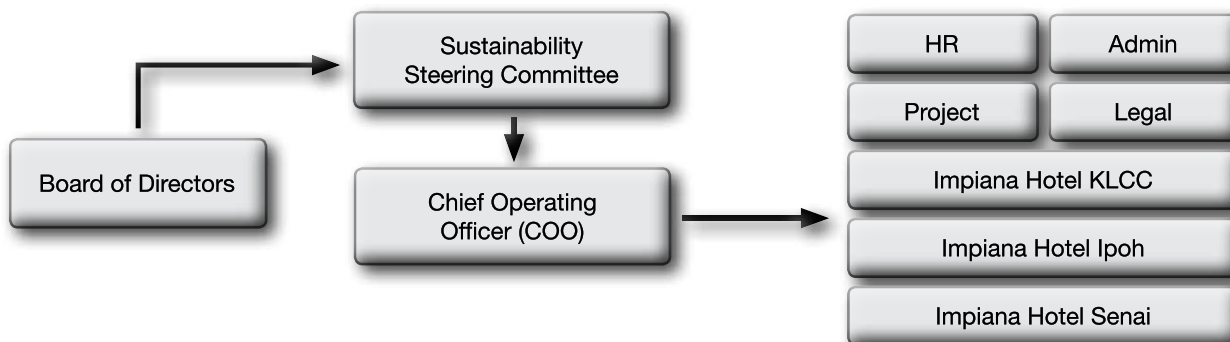 Board of Directors
Sustainability
Steering Committee
Chief Operating
Officer (COO)
HR
Admin
Project
Legal
Impiana Hotel KLCC
Impiana Hotel Ipoh
Impiana Hotel Senai